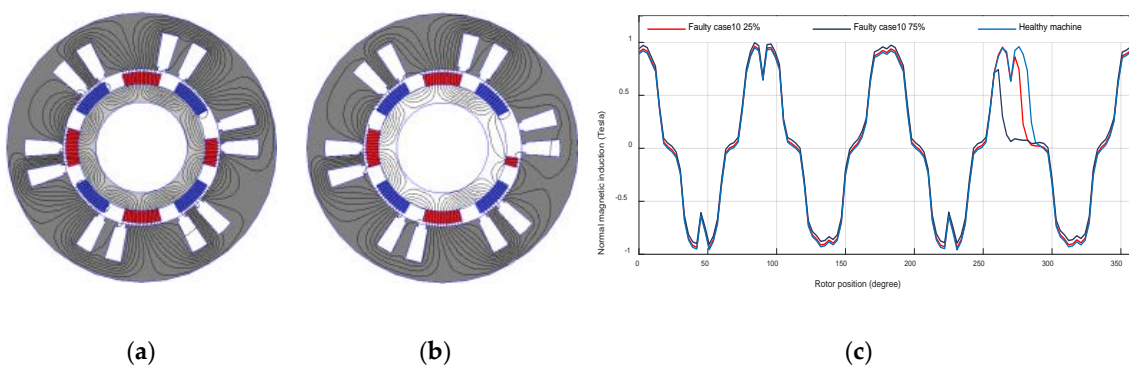 Faulty case10 25% Faulty case10 75% Healthy machine
1
0.5
0
-0.5
-1
Normal magnetic induction (Tesla)
0 50 100 150 200 250 300 350
Rotor position (degree)
(a) (b) (c)